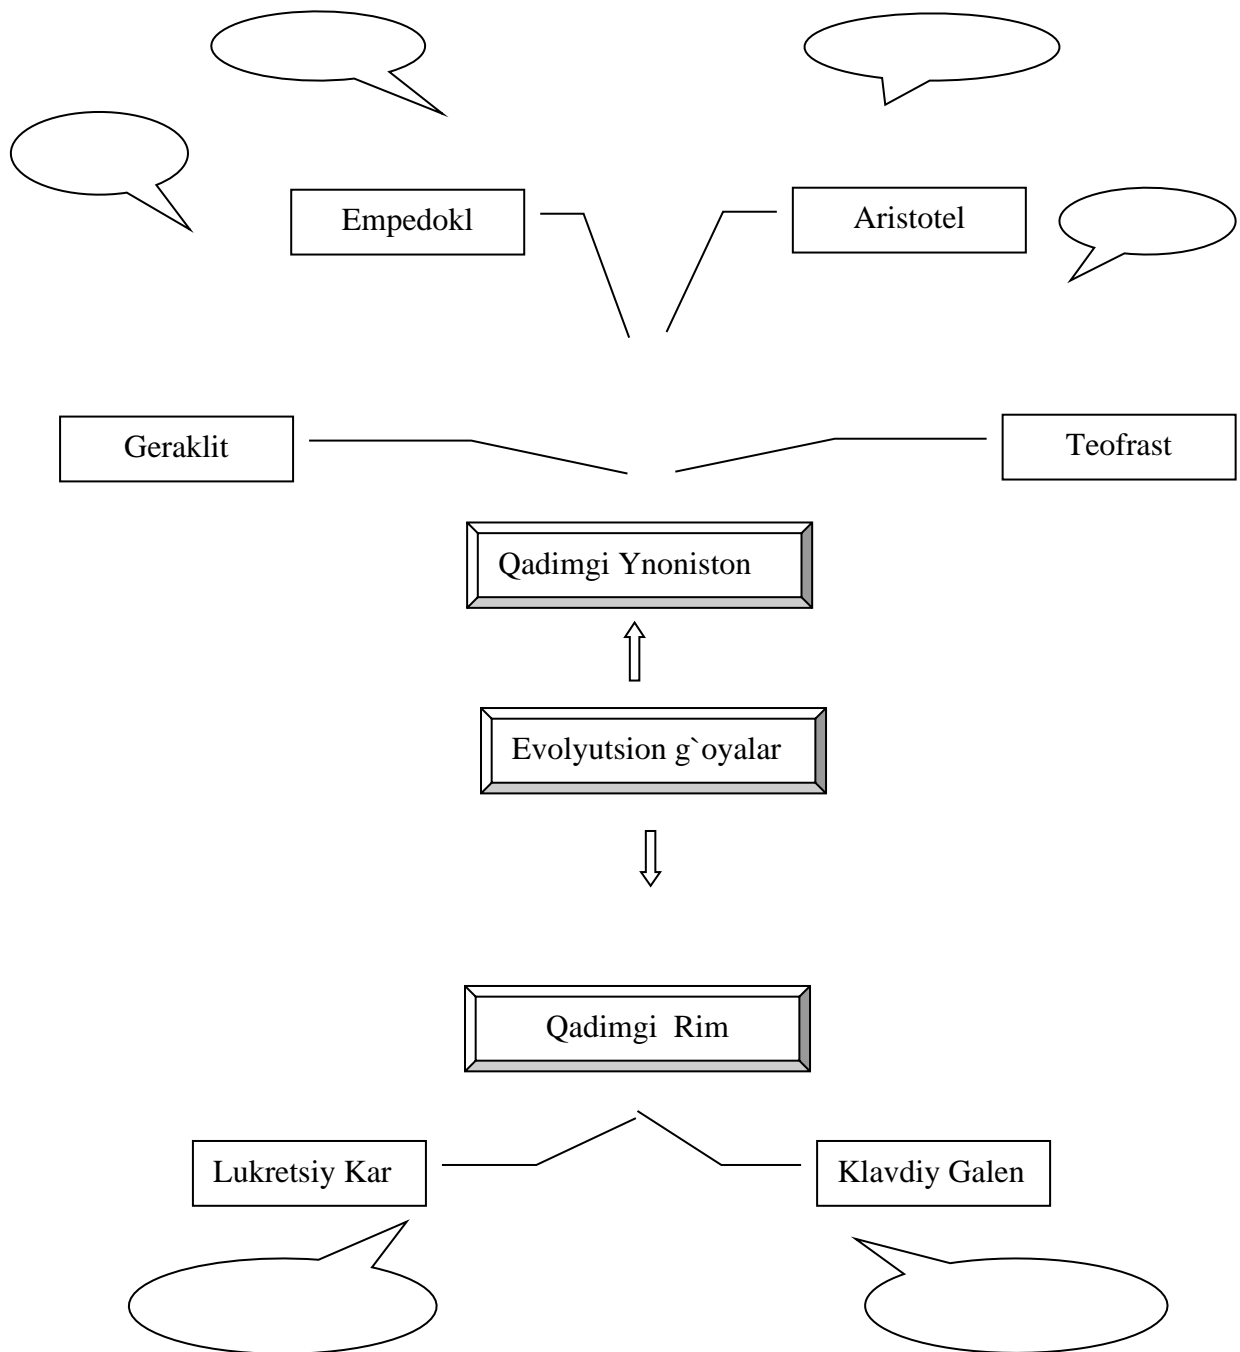 Empedokl
Aristotel
Geraklit
Teofrast
Qadimgi Ynoniston
Evolyutsion g`oyalar
Qadimgi Rim
Lukretsiy Kar
Klavdiy Galen